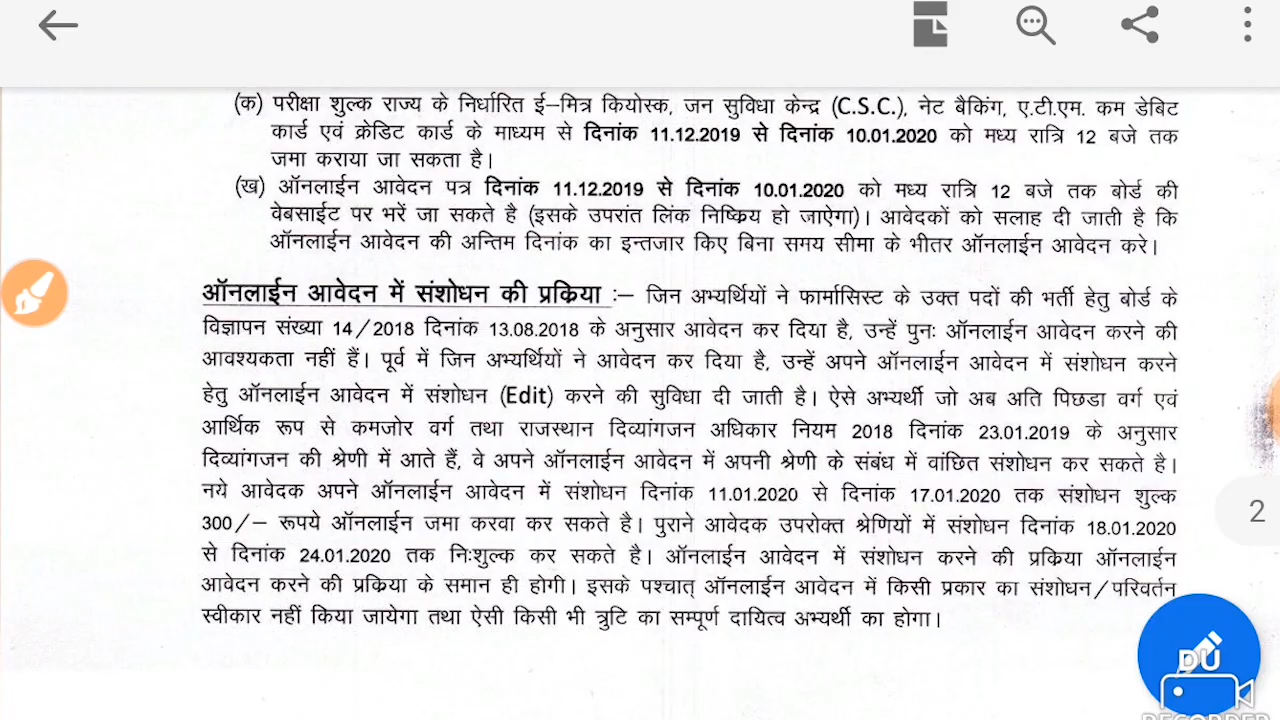 (क) परीक्षा शुल्क राज्य के निर्धारित ई–मित्र कियोस्क, जन सुविधा केन्द्र (C.S.C.), नेट बैकिंग, ए.टी.एम. कम डेबिट
कार्ड एवं क्रेडिट कार्ड के माध्यम से दिनांक 11.12.2019 से दिनांक 10.01.2020 को मध्य रात्रि 12 बजे तक
जमा कराया जा सकता है।
(ख) ऑनलाईन आवेदन पत्र दिनांक 11.12.2019 से दिनांक 10.01.2020 को मध्य रात्रि 12 बजे तक बोर्ड की
वेबसाईट पर भरें जा सकते है (इसके उपरांत लिंक निष्क्रिय हो जाऐगा)। आवेदकों को सलाह दी जाती है कि
ऑनलाईन आवेदन की अन्तिम दिनांक का इन्तजार किए बिना समय सीमा के भीतर ऑनलाईन आवेदन करे।
ऑनलाईन आवेदन में संशोधन की प्रकिया :– जिन अभ्यर्थियों ने फार्मासिस्ट के उक्त पदों की भर्ती हेतु बोर्ड के
विज्ञापन संख्या 14/2018 दिनांक 13.08.2018 के अनुसार आवेदन कर दिया है, उन्हें पुनः ऑनलाईन आवेदन करने की
आवश्यकता नहीं हैं। पूर्व में जिन अभ्यर्थियों ने आवेदन कर दिया है, उन्हें अपने ऑनलाईन आवेदन में संशोधन करने
हेतु ऑनलाईन आवेदन में संशोधन (Edit) करने की सुविधा दी जाती है। ऐसे अभ्यर्थी जो अब अति पिछडा वर्ग एवं
आर्थिक रूप से कमजोर वर्ग तथा राजस्थान दिव्यांगजन अधिकार नियम 2018 दिनांक 23.01.2019 के अनुसार
दिव्यांगजन की श्रेणी में आते हैं, वे अपने ऑनलाईन आवेदन में अपनी श्रेणी के संबंध में वांछित संशोधन कर सकते है।
नये आवेदक अपने ऑनलाईन आवेदन में संशोधन दिनांक 11.01.2020 से दिनांक 17.01.2020 तक संशोधन शुल्क
300/– रूपये ऑनलाईन जमा करवा कर सकते है। पुराने आवेदक उपरोक्त श्रेणियों में संशोधन दिनांक 18.01.2020
से दिनांक 24.01.2020 तक निःशुल्क कर सकते है। ऑनलाईन आवेदन में संशोधन करने की प्रकिया ऑनलाईन
आवेदन करने की प्रकिया के समान ही होगी। इसके पश्चात् ऑनलाईन आवेदन में किसी प्रकार का संशोधन/परिवर्तन
स्वीकार नहीं किया जायेगा तथा ऐसी किसी भी त्रुटि का सम्पूर्ण दायित्व अभ्यर्थी का होगा।
2
DU
RECORDER